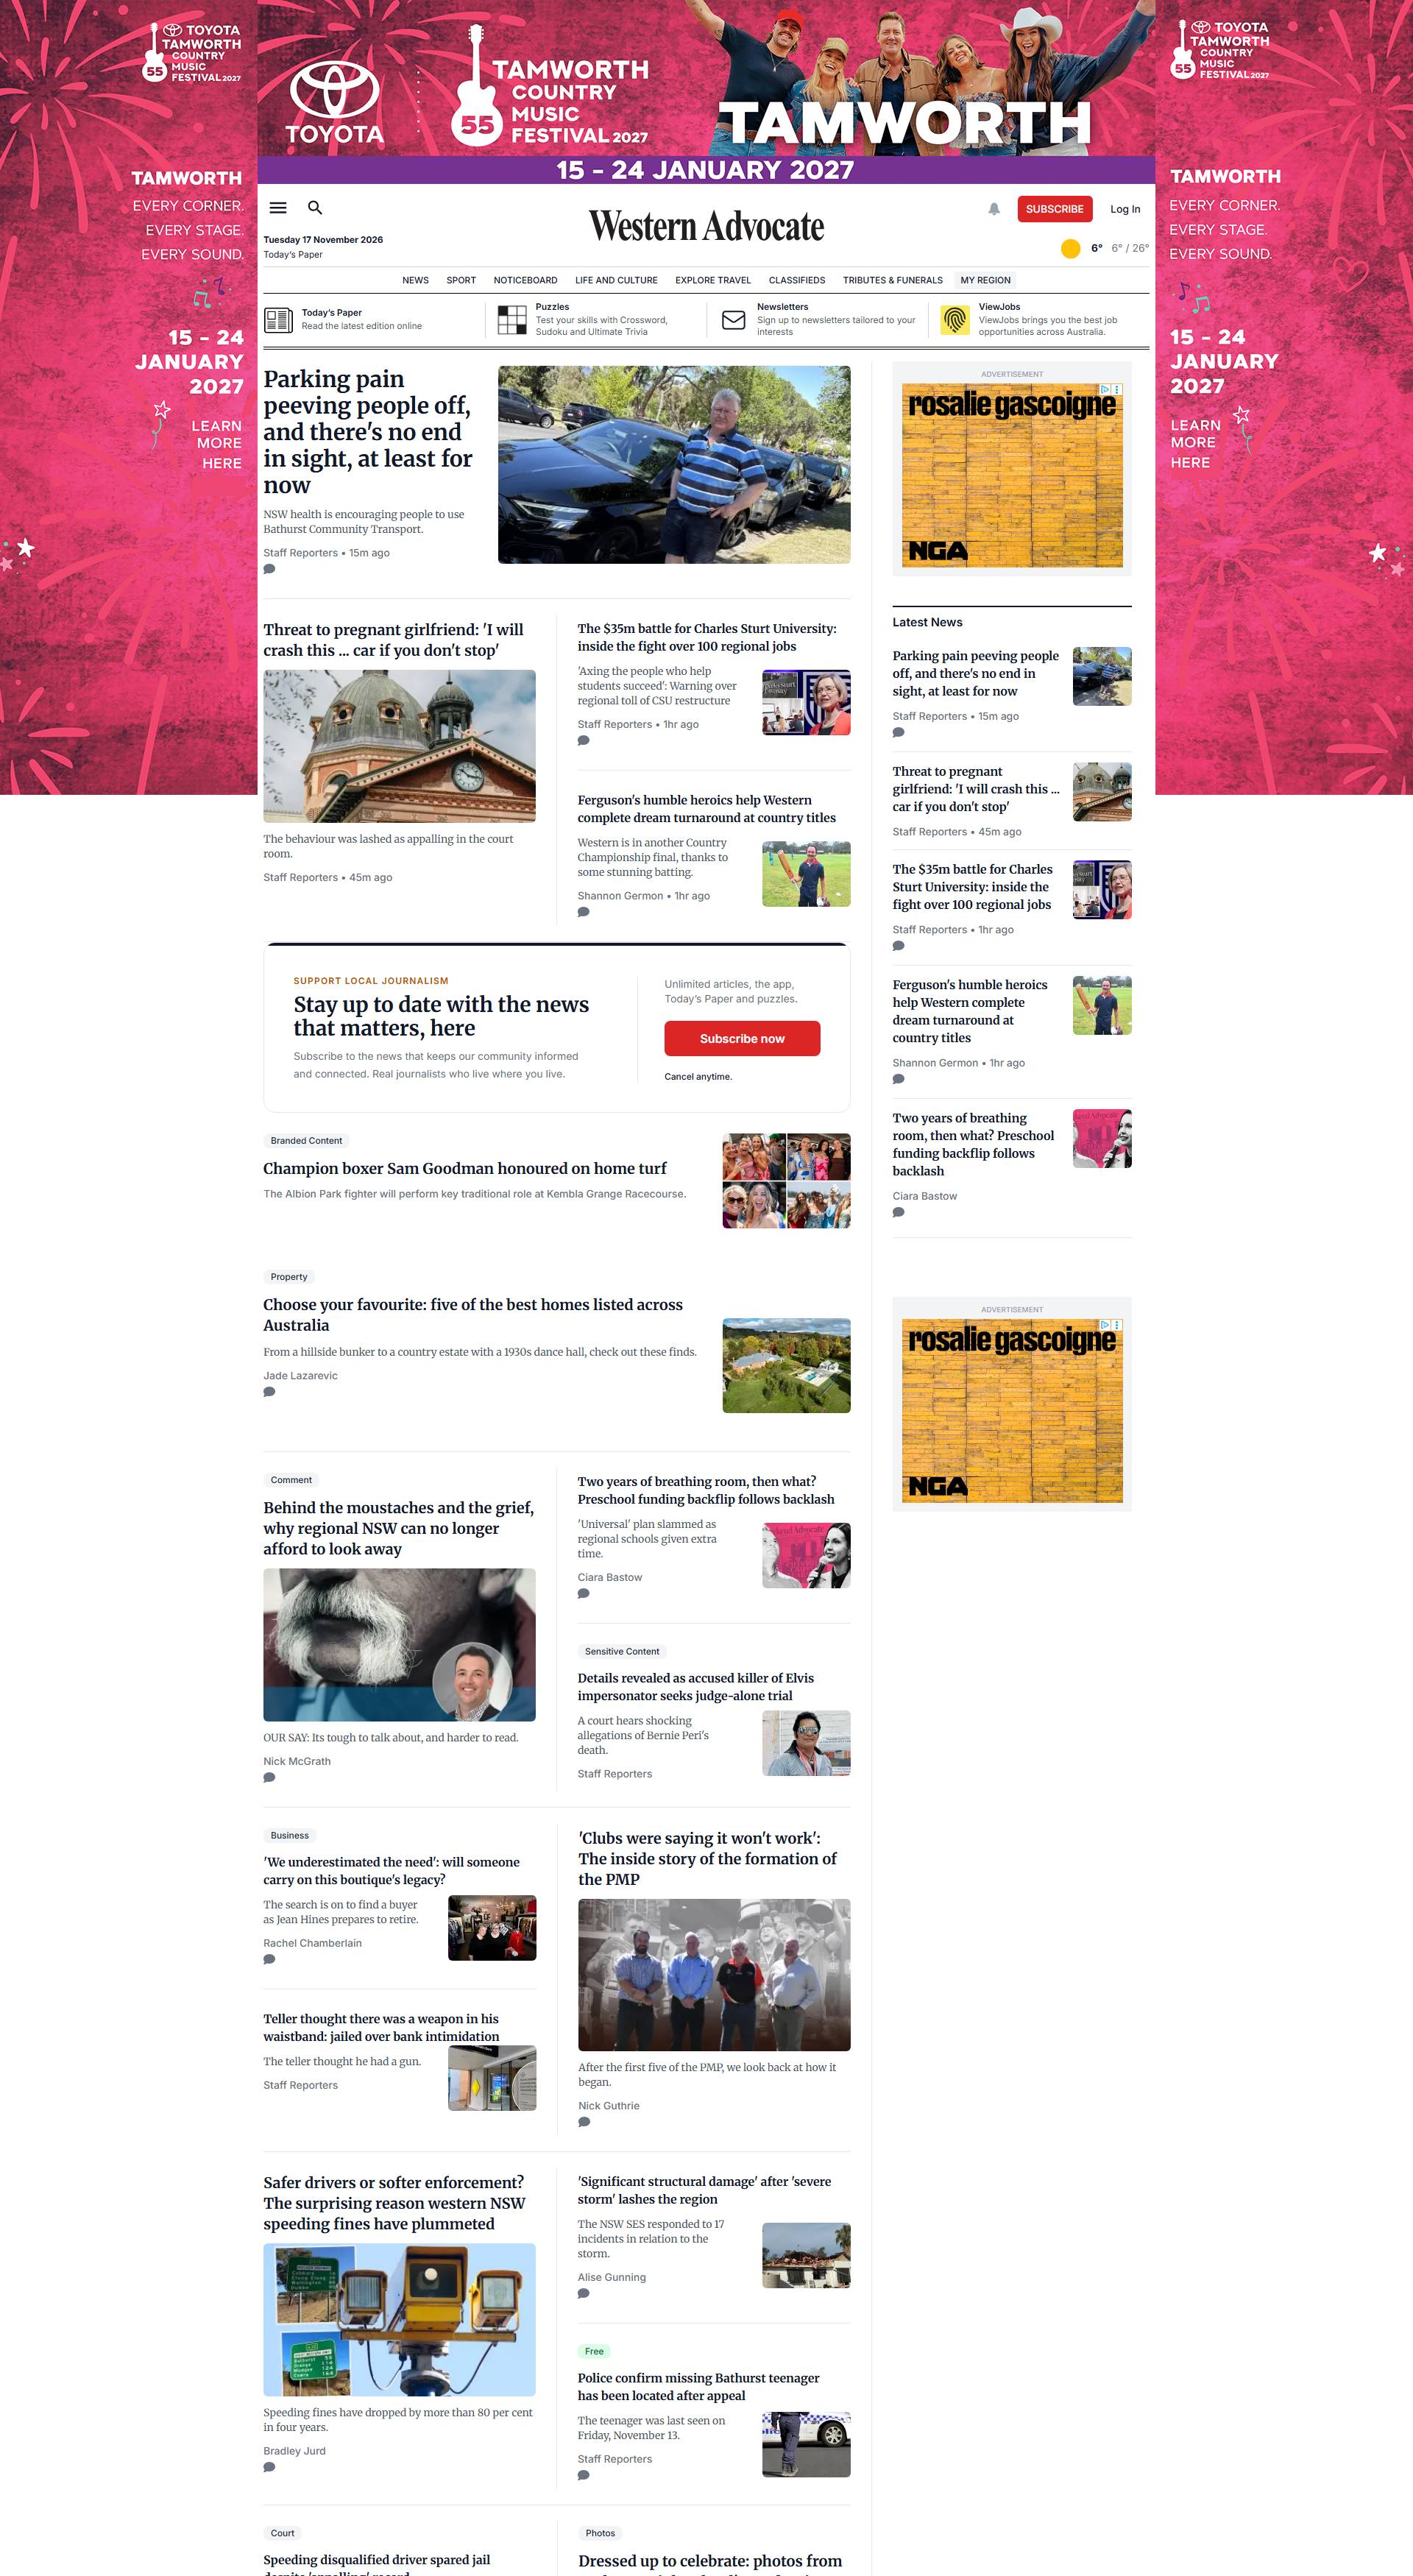 TOYOTA
TAMWORTH
COUNTRY
MUSIC
FESTIVAL 2027
55
TAMWORTH
EVERY CORNER.
EVERY STAGE.
EVERY SOUND.
15 - 24
JANUARY
2027
LEARN
MORE
HERE
TOYOTA
55
TAMWORTH
COUNTRY
MUSIC
FESTIVAL 2027
TAMWORTH
15 - 24 JANUARY 2027
TOYOTA
TAMWORTH
COUNTRY
MUSIC
FESTIVAL 2027
55
TAMWORTH
EVERY CORNER.
EVERY STAGE.
EVERY SOUND.
15 - 24
JANUARY
2027
LEARN
MORE
HERE
Western Advocate
SUBSCRIBE
Log In
Tuesday 17 November 2026
Today's Paper
6° 6° / 26°
NEWS SPORT NOTICEBOARD LIFE AND CULTURE EXPLORE TRAVEL CLASSIFIEDS TRIBUTES & FUNERALS MY REGION
Today's Paper
Read the latest edition online
Puzzles
Test your skills with Crossword,
Sudoku and Ultimate Trivia
Newsletters
Sign up to newsletters tailored to your
interests
ViewJobs
ViewJobs brings you the best job
opportunities across Australia.
Parking pain
peeving people off,
and there's no end
in sight, at least for
now
NSW health is encouraging people to use
Bathurst Community Transport.
Staff Reporters • 15m ago
Threat to pregnant girlfriend: 'I will
crash this ... car if you don't stop'
The behaviour was lashed as appalling in the court
room.
Staff Reporters • 45m ago
The $35m battle for Charles Sturt University:
inside the fight over 100 regional jobs
'Axing the people who help
students succeed': Warning over
regional toll of CSU restructure
Staff Reporters • 1hr ago
Ferguson's humble heroics help Western
complete dream turnaround at country titles
Western is in another Country
Championship final, thanks to
some stunning batting.
Shannon Germon • 1hr ago
SUPPORT LOCAL JOURNALISM
Stay up to date with the news
that matters, here
Subscribe to the news that keeps our community informed
and connected. Real journalists who live where you live.
Unlimited articles, the app,
Today's Paper and puzzles.
Subscribe now
Cancel anytime.
Branded Content
Champion boxer Sam Goodman honoured on home turf
The Albion Park fighter will perform key traditional role at Kembla Grange Racecourse.
Property
Choose your favourite: five of the best homes listed across
Australia
From a hillside bunker to a country estate with a 1930s dance hall, check out these finds.
Jade Lazarevic
Comment
Behind the moustaches and the grief,
why regional NSW can no longer
afford to look away
OUR SAY: Its tough to talk about, and harder to read.
Nick McGrath
Two years of breathing room, then what?
Preschool funding backflip follows backlash
'Universal' plan slammed as
regional schools given extra
time.
Ciara Bastow
Sensitive Content
Details revealed as accused killer of Elvis
impersonator seeks judge-alone trial
A court hears shocking
allegations of Bernie Peri's
death.
Staff Reporters
Business
'We underestimated the need': will someone
carry on this boutique's legacy?
The search is on to find a buyer
as Jean Hines prepares to retire.
Rachel Chamberlain
Teller thought there was a weapon in his
waistband: jailed over bank intimidation
The teller thought he had a gun.
Staff Reporters
'Clubs were saying it won't work':
The inside story of the formation of
the PMP
After the first five of the PMP, we look back at how it
began.
Nick Guthrie
Safer drivers or softer enforcement?
The surprising reason western NSW
speeding fines have plummeted
Speeding fines have dropped by more than 80 per cent
in four years.
Bradley Jurd
'Significant structural damage' after 'severe
storm' lashes the region
The NSW SES responded to 17
incidents in relation to the
storm.
Alise Gunning
Free
Police confirm missing Bathurst teenager
has been located after appeal
The teenager was last seen on
Friday, November 13.
Staff Reporters
Court
Speeding disqualified driver spared jail
Photos
Dressed up to celebrate: photos from
ADVERTISEMENT
rosalie gascoigne
NGA
Latest News
Parking pain peeving people
off, and there's no end in
sight, at least for now
Staff Reporters • 15m ago
Threat to pregnant
girlfriend: 'I will crash this ...
car if you don't stop'
Staff Reporters • 45m ago
The $35m battle for Charles
Sturt University: inside the
fight over 100 regional jobs
Staff Reporters • 1hr ago
Ferguson's humble heroics
help Western complete
dream turnaround at
country titles
Shannon Germon • 1hr ago
Two years of breathing
room, then what? Preschool
funding backflip follows
backlash
Ciara Bastow
ADVERTISEMENT
rosalie gascoigne
NGA